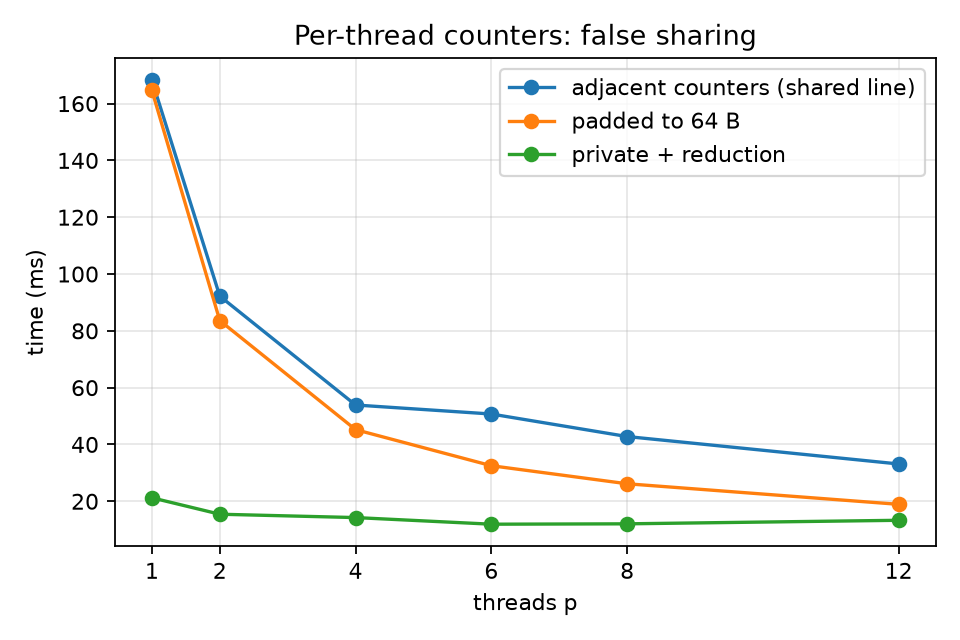 Per-thread counters: false sharing
adjacent counters (shared line)
padded to 64 B
private + reduction
time (ms)
160
140
120
100
80
60
40
20
1 2 4 6 8 12
threads p